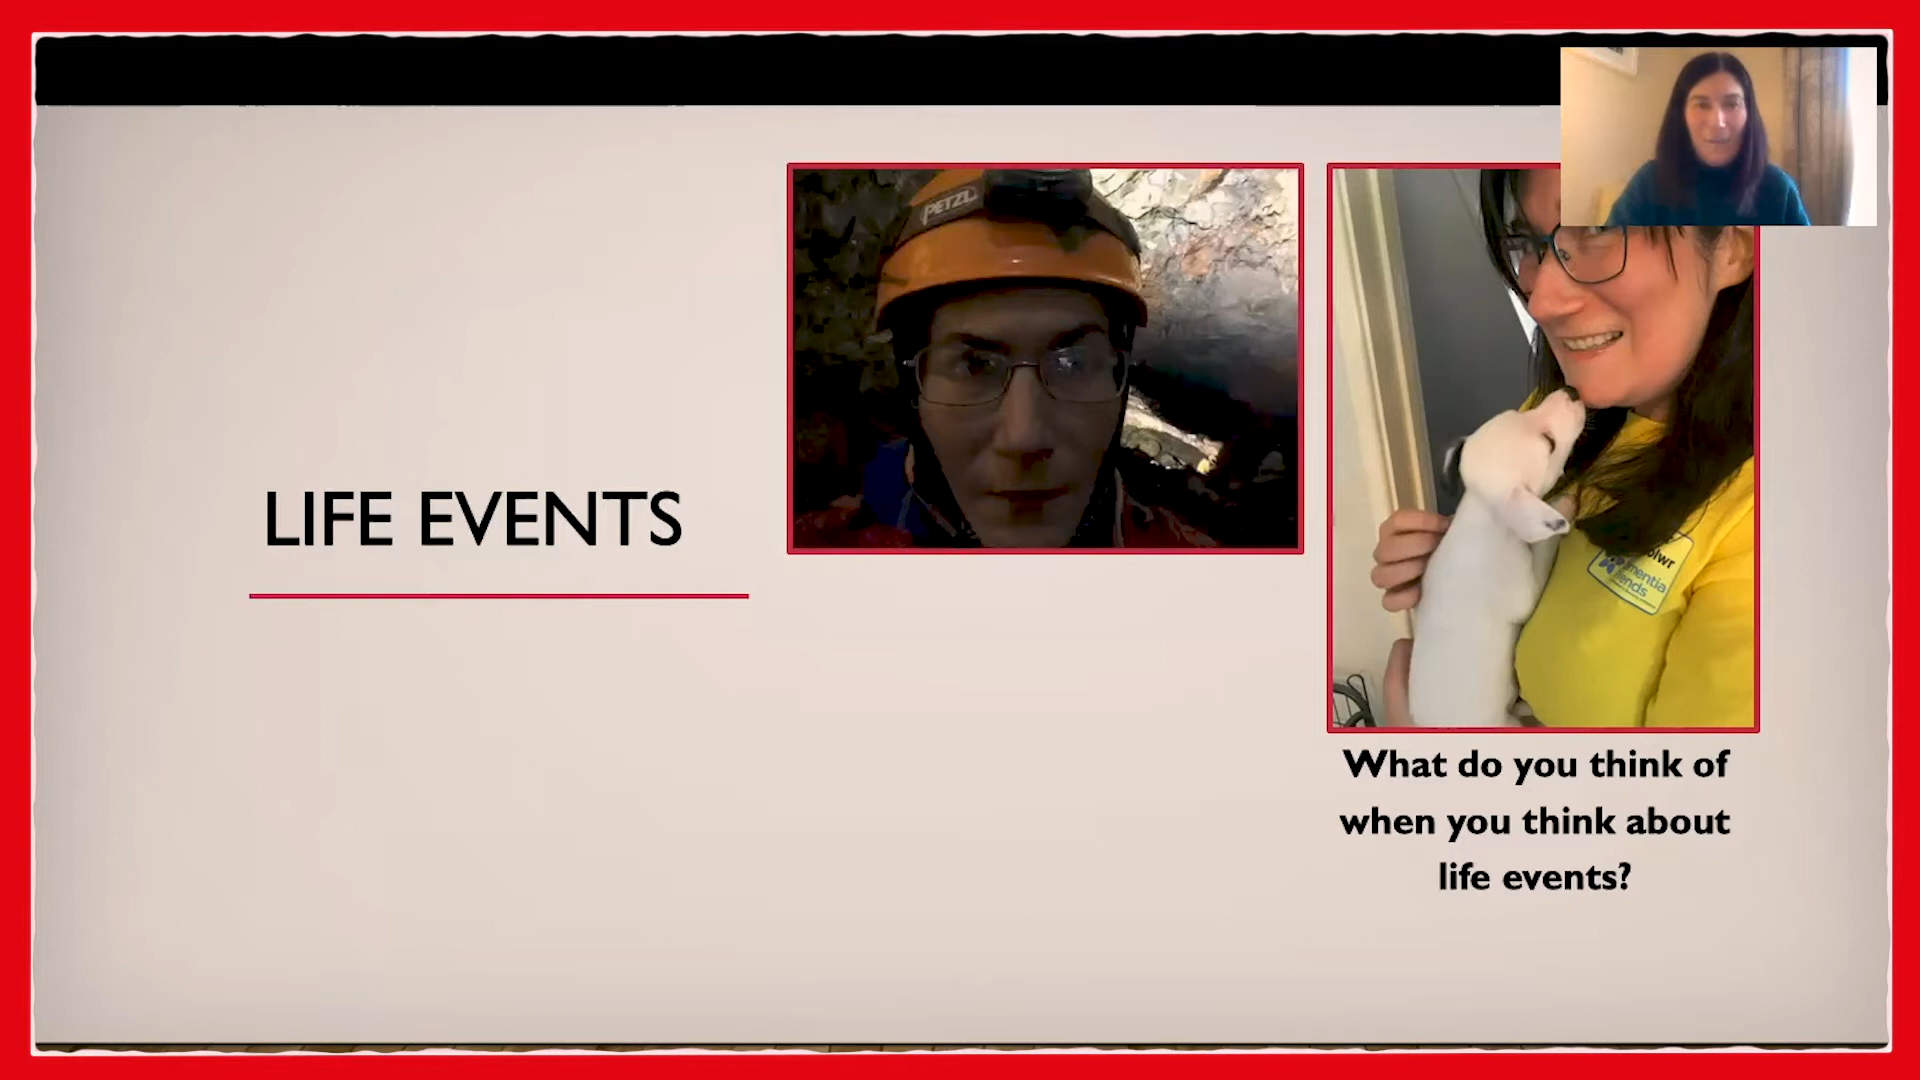 LIFE EVENTS
PETZL
What do you think of
when you think about
life events?